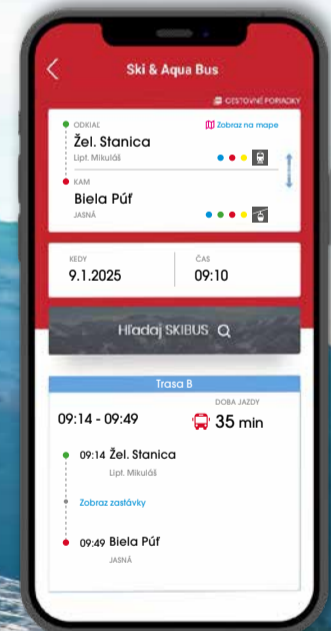 Ski & Aqua Bus
CESTOVNÉ PORIADKY
ODKIAĽ
Zobraz na mape
Žel. Stanica
Lipt. Mikuláš
KAM
Biela Púť
JASNÁ
KEDY
ČAS
9.1.2025
09:10
Hľadaj SKIBUS
Trasa B
DOBA JAZDY
09:14 - 09:49
35 min
09:14 Žel. Stanica
Lipt. Mikuláš
Zobraz zastávky
09:49 Biela Púť
JASNÁ